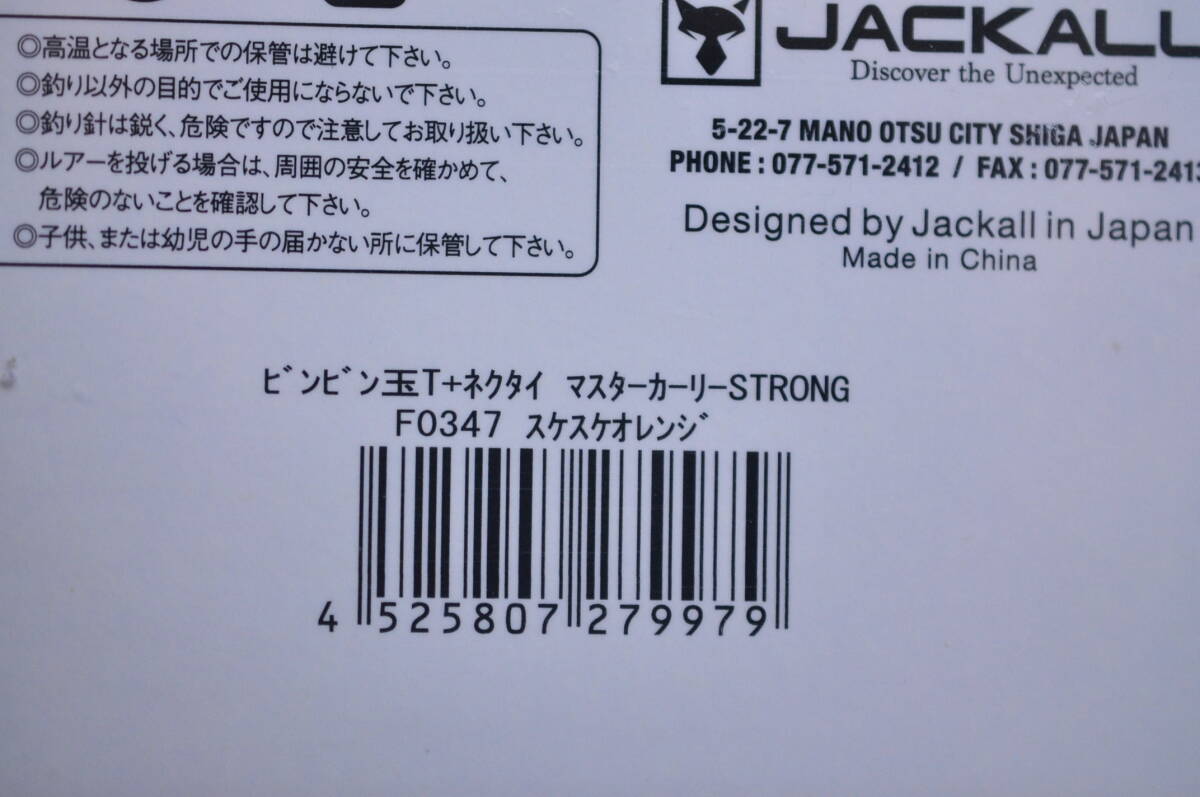 ◎高温となる場所での保管は避けて下さい。
◎釣り以外の目的でご使用にならないで下さい。
◎釣り針は鋭く、危険ですので注意してお取り扱い下さい。
◎ルアーを投げる場合は、周囲の安全を確かめて、
危険のないことを確認して下さい。
◎子供、または幼児の手の届かない所に保管して下さい。
JACKALL
Discover the Unexpected
5-22-7 MANO OTSU CITY SHIGA JAPAN
PHONE : 077-571-2412 / FAX : 077-571-2413
Designed by Jackall in Japan
Made in China
ﾋﾞﾝﾋﾞﾝ玉T+ﾈｸﾀｲ ﾏｽﾀｰｶｰﾘｰSTRONG
F0347 ｽｹｽｹｵﾚﾝｼﾞ
4 525807 279979